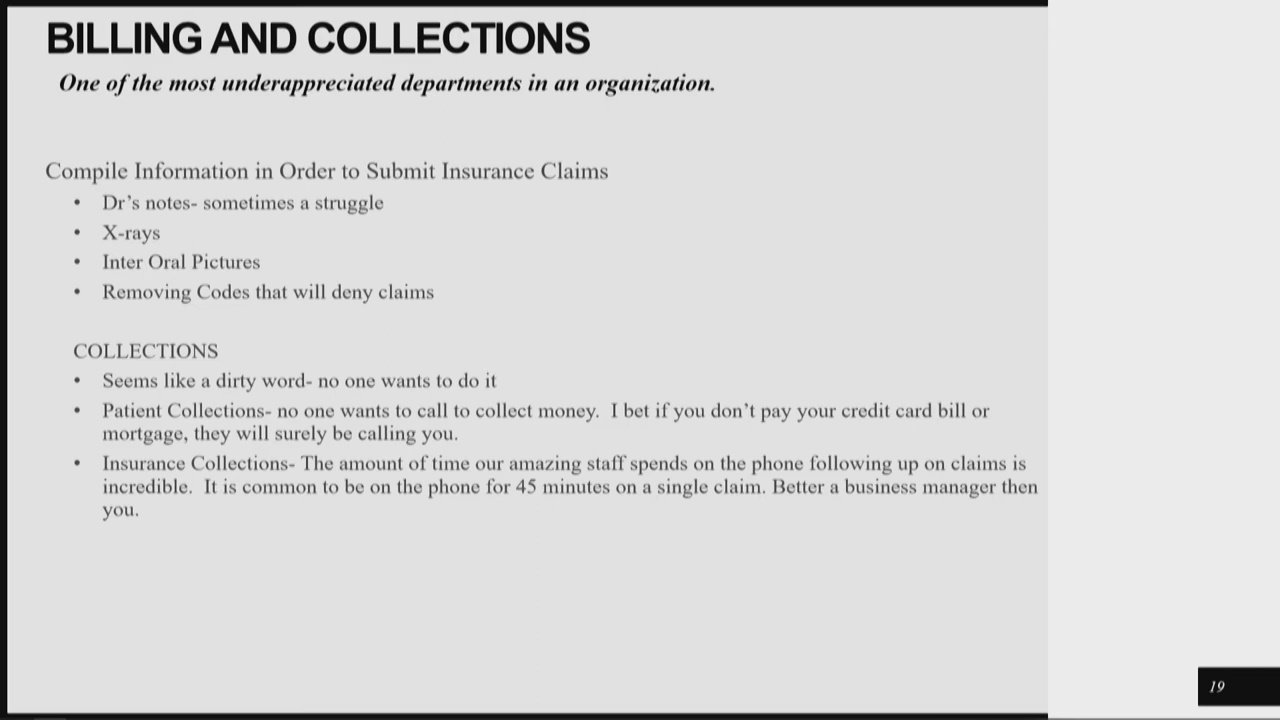 BILLING AND COLLECTIONS
One of the most underappreciated departments in an organization.
Compile Information in Order to Submit Insurance Claims
• Dr’s notes- sometimes a struggle
• X-rays
• Inter Oral Pictures
• Removing Codes that will deny claims
COLLECTIONS
• Seems like a dirty word- no one wants to do it
• Patient Collections- no one wants to call to collect money.  I bet if you don’t pay your credit card bill or
mortgage, they will surely be calling you.
• Insurance Collections- The amount of time our amazing staff spends on the phone following up on claims is
incredible.  It is common to be on the phone for 45 minutes on a single claim. Better a business manager then
you.
19